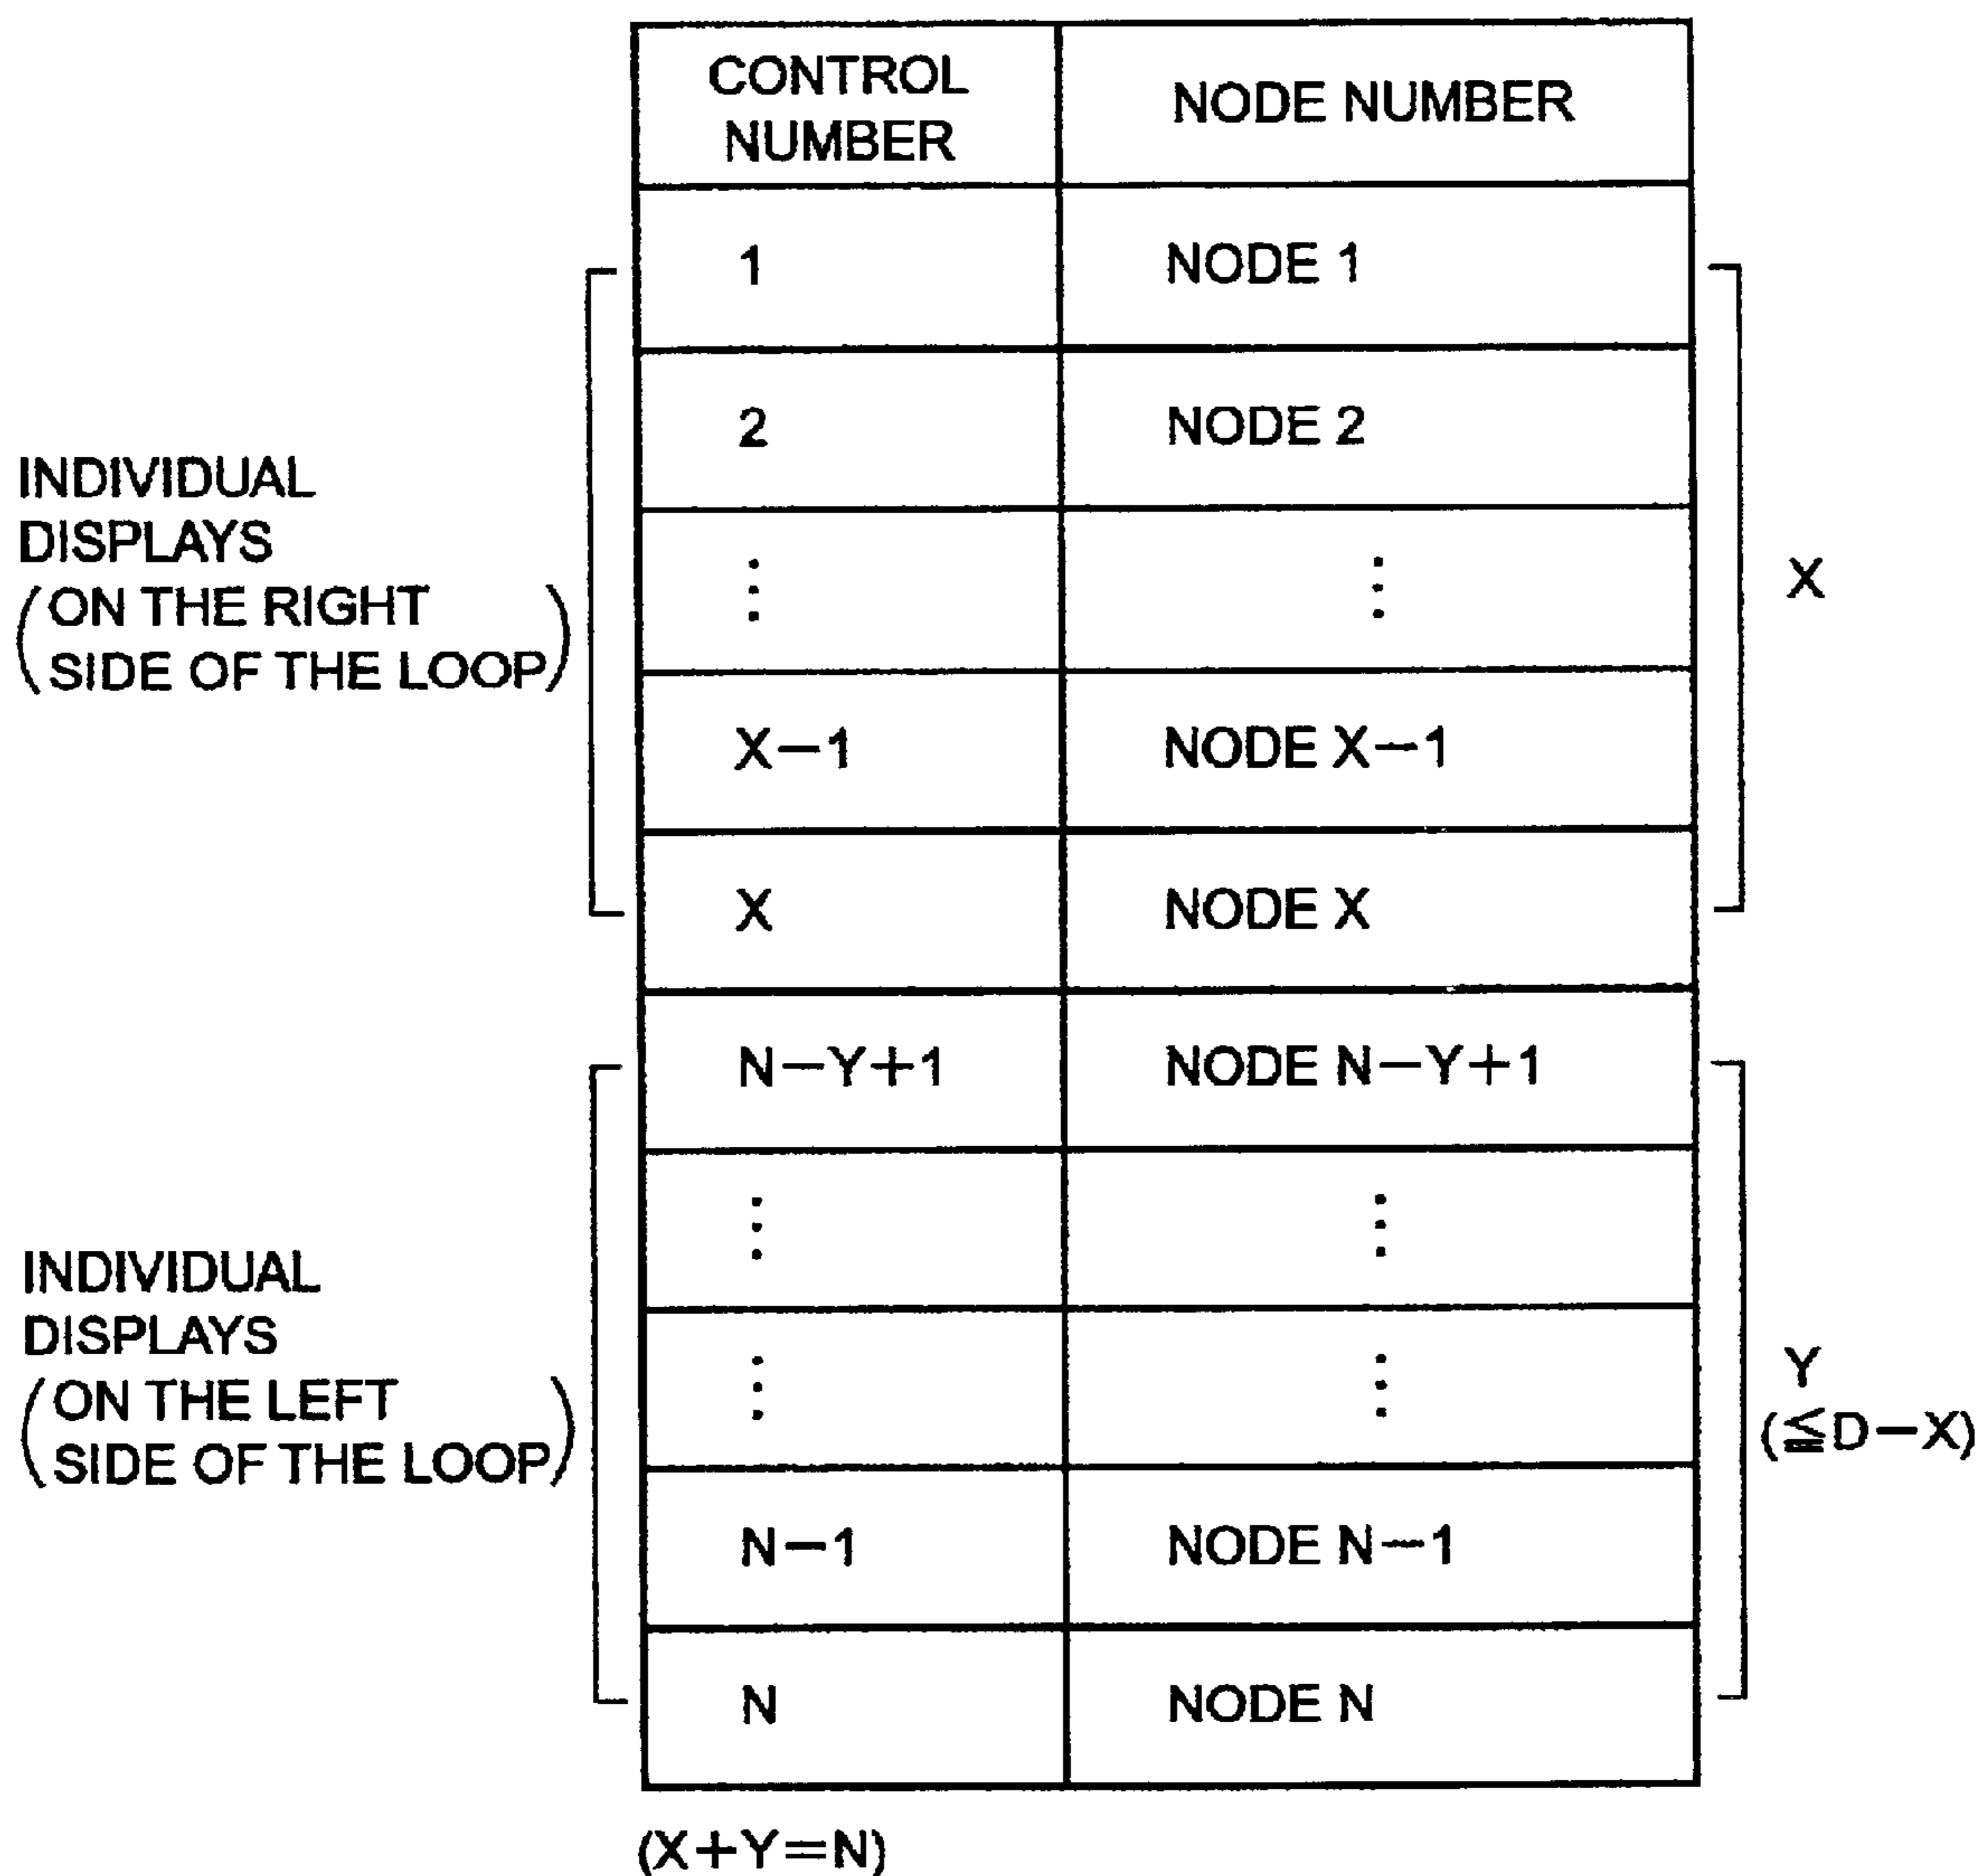 CONTROL NUMBER NODE NUMBER
1 NODE 1
2 NODE 2
⋮ ⋮
X−1 NODE X−1
X NODE X
N−Y+1 NODE N−Y+1
⋮ ⋮
⋮ ⋮
N−1 NODE N−1
N NODE N
INDIVIDUAL
DISPLAYS
(ON THE RIGHT
SIDE OF THE LOOP)
X
INDIVIDUAL
DISPLAYS
(ON THE LEFT
SIDE OF THE LOOP)
Y
(≦D−X)
(X+Y=N)